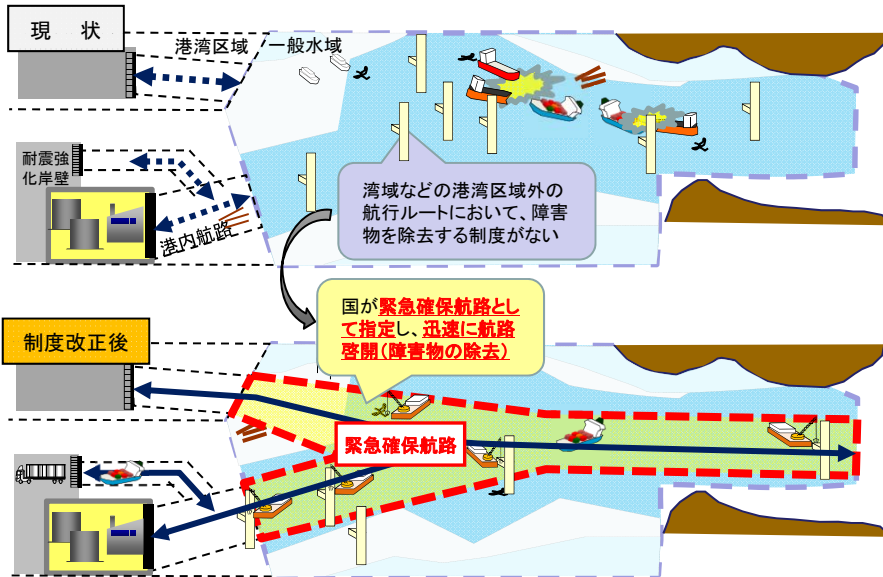 現　状
港湾区域
一般水域
耐震強
化岸壁
港内航路
湾域などの港湾区域外の
航行ルートにおいて、障害
物を除去する制度がない
国が緊急確保航路とし
て指定し、迅速に航路
啓開（障害物の除去）
制度改正後
緊急確保航路